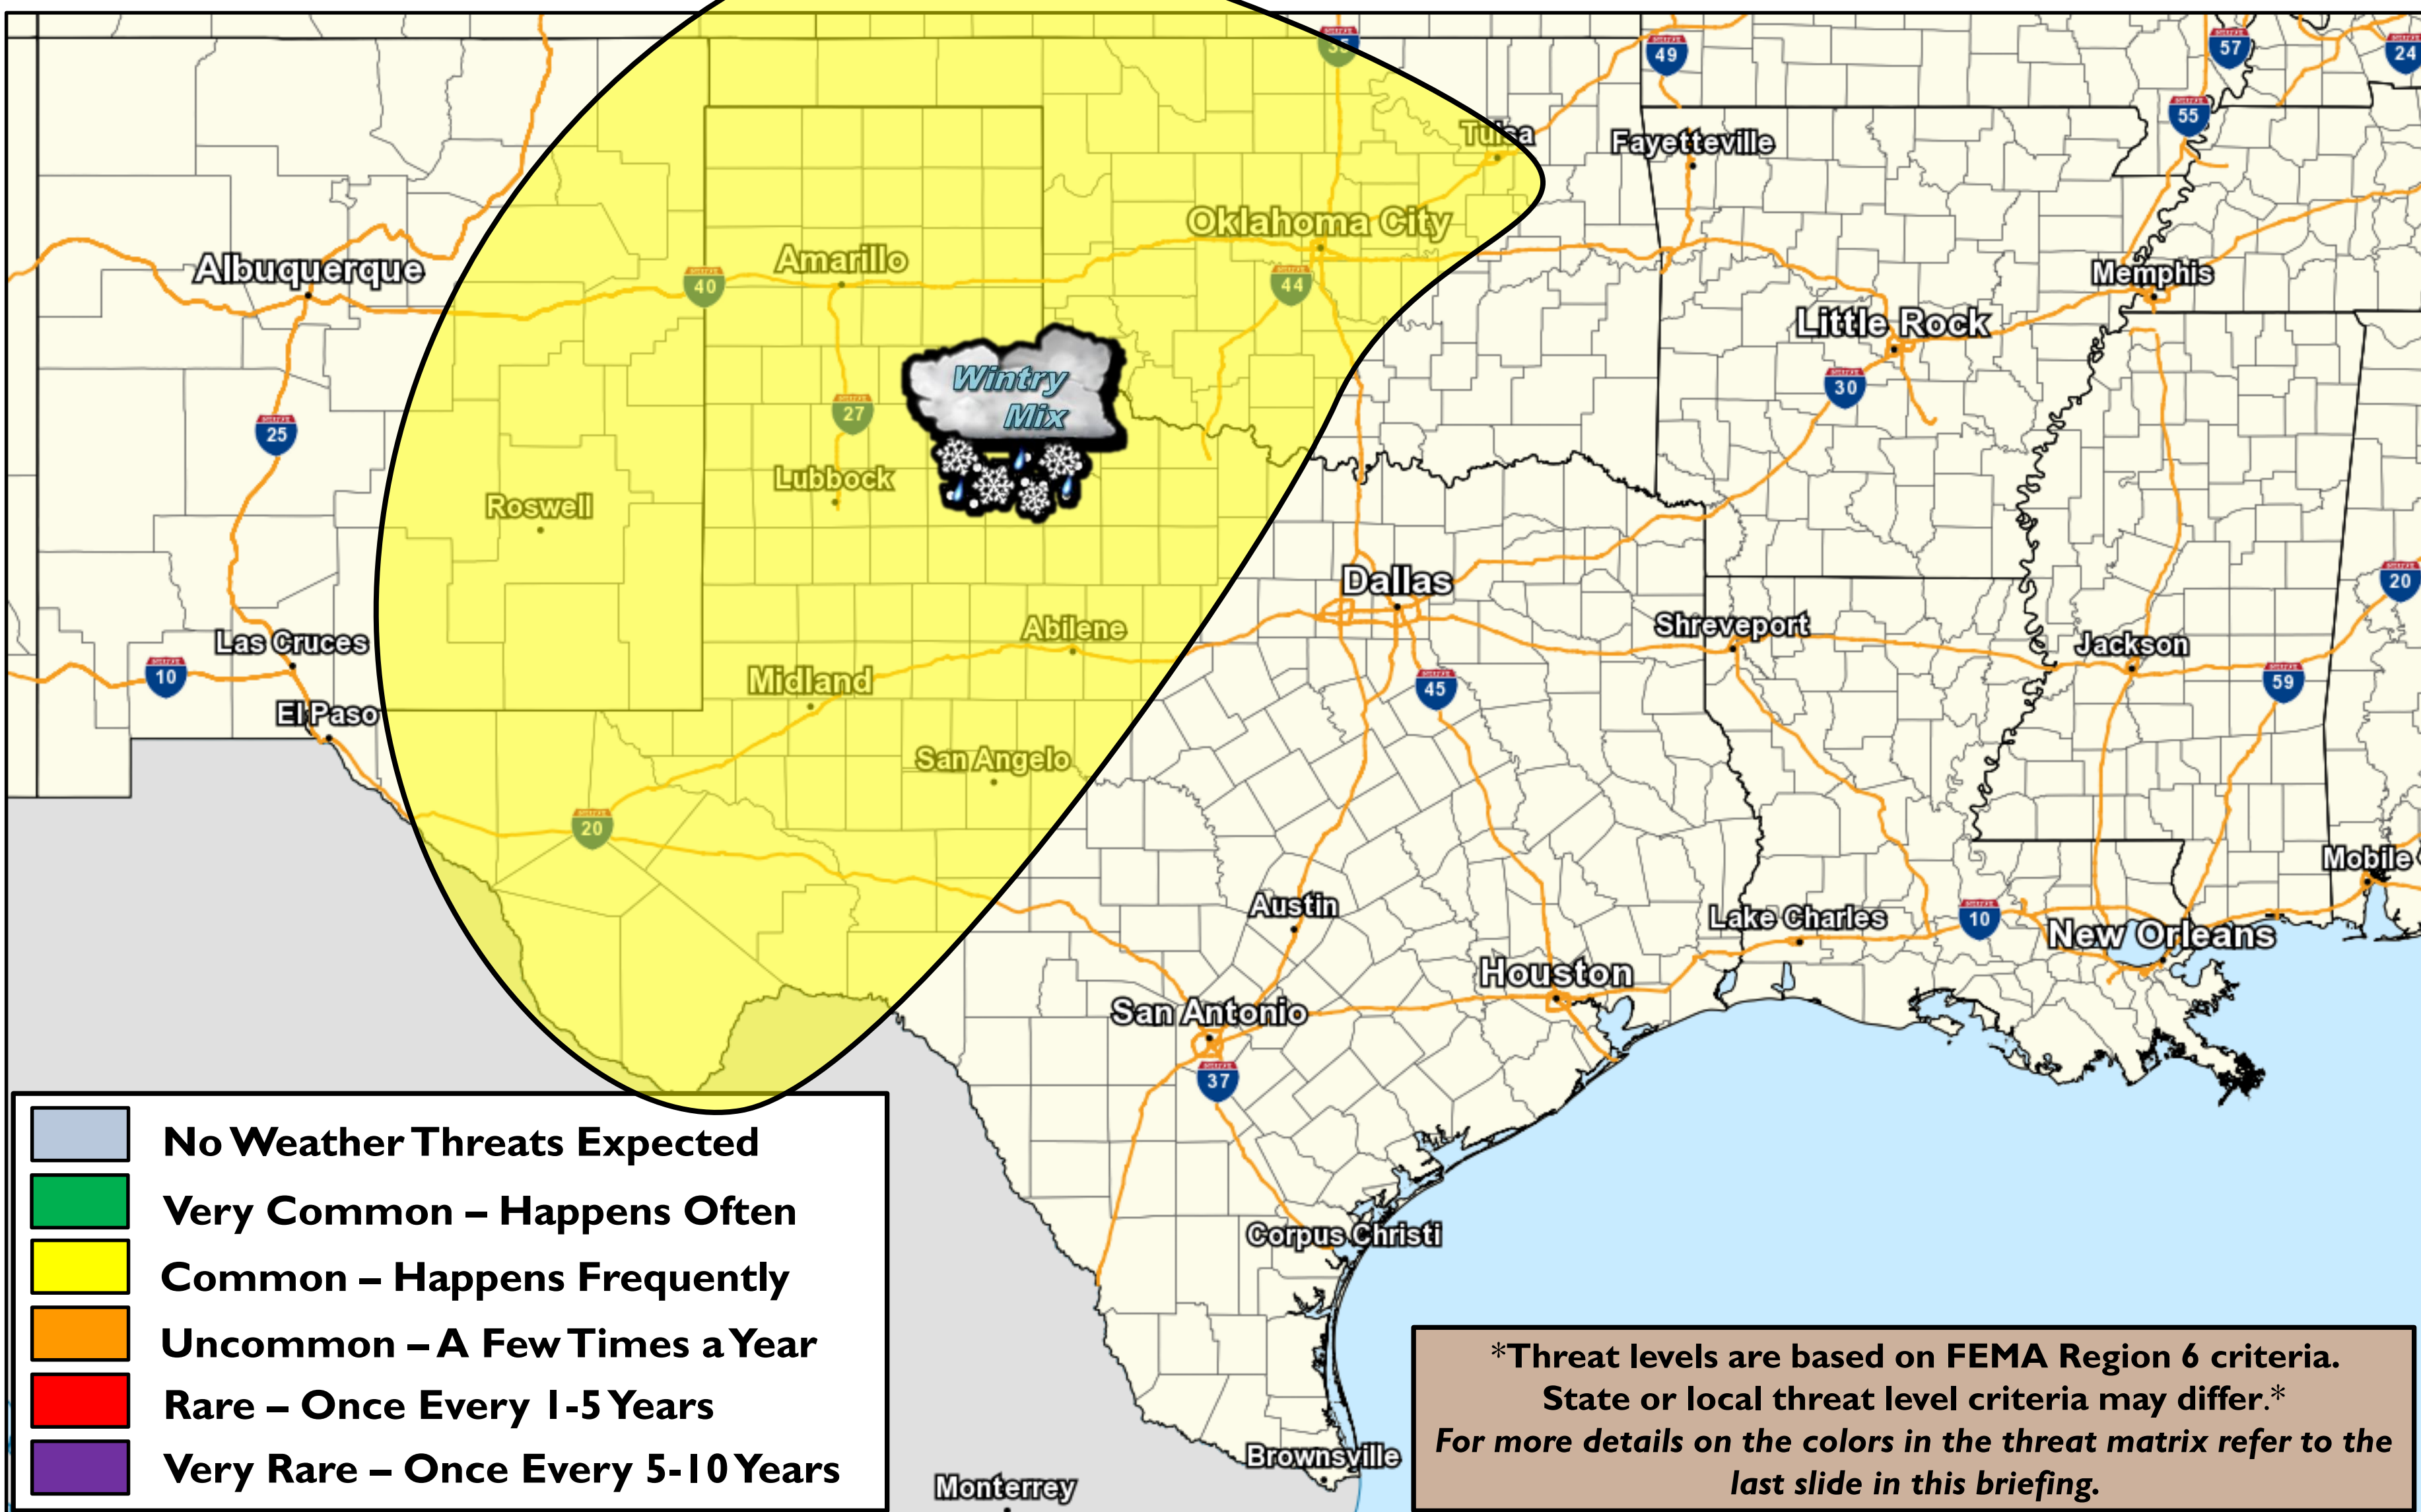 35
49
57
24
55
Tulsa
Fayetteville
Oklahoma City
Albuquerque
Amarillo
40
44
Memphis
Little Rock
30
Wintry
Mix
27
25
Lubbock
Roswell
Dallas
20
Abilene
Shreveport
Las Cruces
Jackson
10
Midland
45
59
El Paso
San Angelo
20
Mobile
Austin
Lake Charles
10
New Orleans
Houston
San Antonio
37
Corpus Christi
Brownsville
Monterrey
No Weather Threats Expected
Very Common – Happens Often
Common – Happens Frequently
Uncommon – A Few Times a Year
Rare – Once Every 1-5 Years
Very Rare – Once Every 5-10 Years
*Threat levels are based on FEMA Region 6 criteria.
State or local threat level criteria may differ.*
For more details on the colors in the threat matrix refer to the
last slide in this briefing.